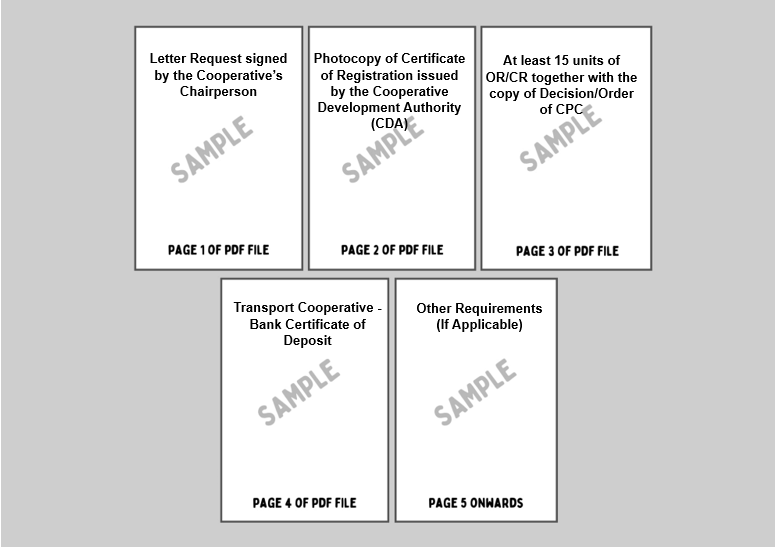 Letter Request signed
by the Cooperative's
Chairperson
SAMPLE
PAGE 1 OF PDF FILE
Photocopy of Certificate
of Registration issued
by the Cooperative
Development Authority
(CDA)
SAMPLE
PAGE 2 OF PDF FILE
At least 15 units of
OR/CR together with the
copy of Decision/Order
of CPC
SAMPLE
PAGE 3 OF PDF FILE
Transport Cooperative -
Bank Certificate of
Deposit
SAMPLE
PAGE 4 OF PDF FILE
Other Requirements
(If Applicable)
SAMPLE
PAGE 5 ONWARDS